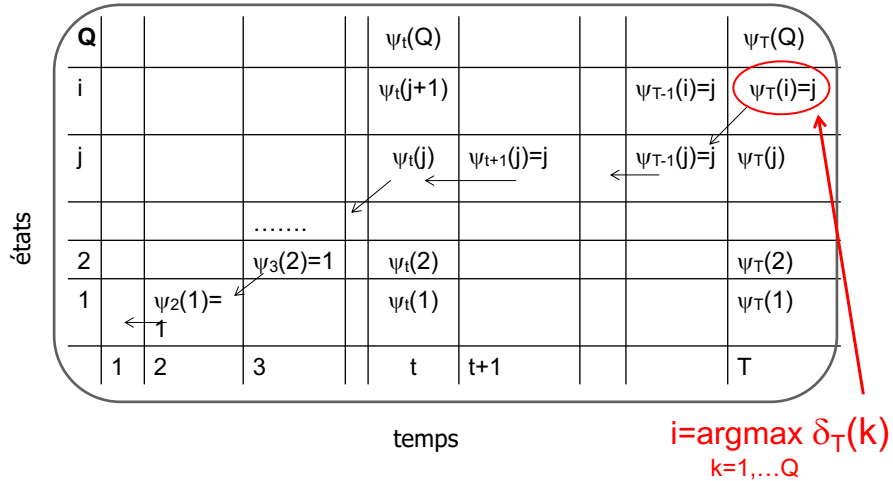 Q ψt(Q) ψT(Q)
i ψt(j+1) ψT-1(i)=j ψT(i)=j
j ψt(j) ψt+1(j)=j ψT-1(j)=j ψT(j)
.......
2 ψ3(2)=1 ψt(2) ψT(2)
1 ψ2(1)= ψt(1) ψT(1)
1
1 2 3 t t+1 T
états
temps
i=argmax δT(k)
k=1,...Q